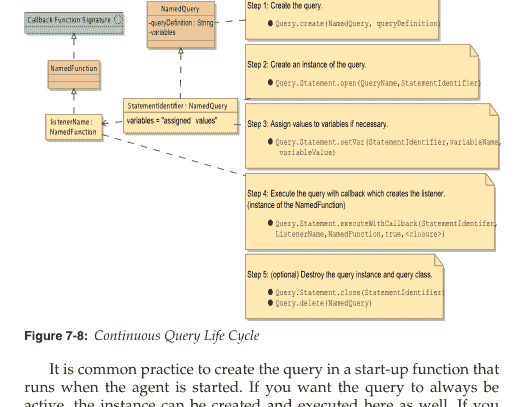 Callback Function Signature
NamedFunction
listenerName :
NamedFunction
NamedQuery
-queryDefinition : String
-variables
StatementIdentifier : NamedQuery
variables = "assigned values"
Step 1: Create the query.
● Query.create(NamedQuery, queryDefinition)
Step 2: Create an instance of the query.
● Query.Statement.open(QueryName,StatementIdentifier)
Step 3: Assign values to variables if necessary.
● Query.Statement.setVar(StatementIdentifier,variableName,
variableValue)
Step 4: Execute the query with callback which creates the listener.
(instance of the NamedFunction)
● Query.Statement.executeWithCallback(StatementIdentifer,
ListenerName,NamedFunction,true,<closure>)
Step 5: (optional) Destroy the query instance and query class.
● Query.Statement.close(StatementIdentifier)
● Query.delete(NamedQuery)
Figure 7-8: Continuous Query Life Cycle
It is common practice to create the query in a start-up function that
runs when the agent is started. If you want the query to always be
active, the instance can be created and executed here as well. If you